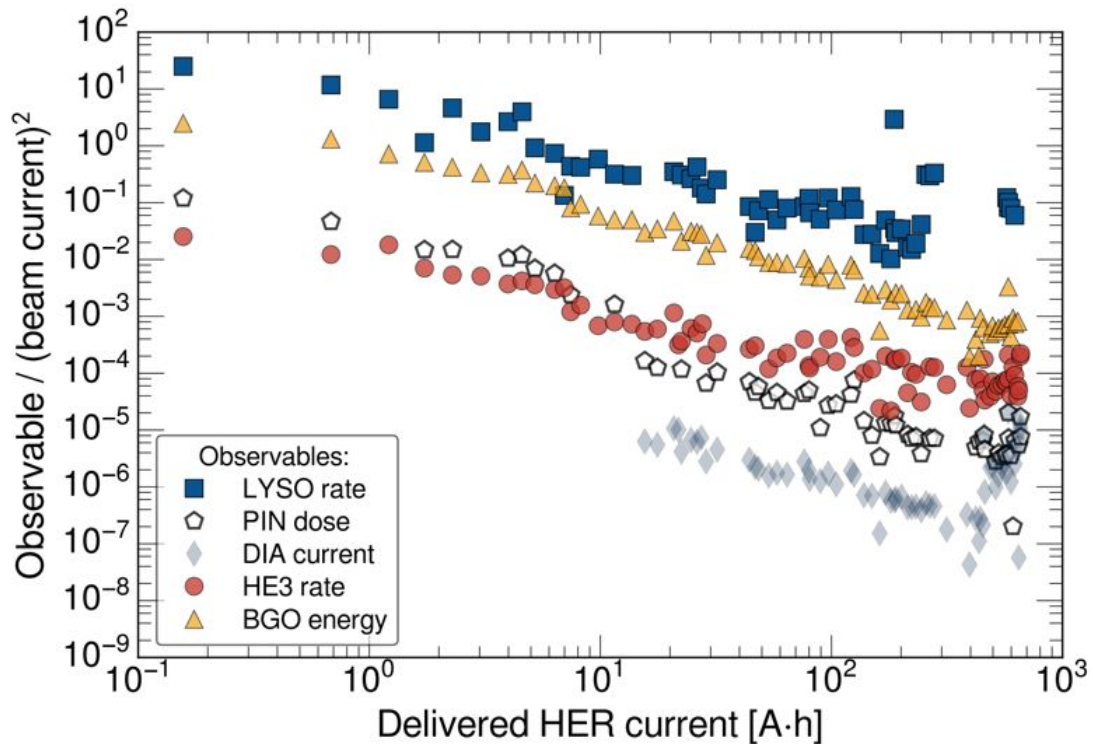 Observable / (beam current)²
10²
10¹
10⁰
10⁻¹
10⁻²
10⁻³
10⁻⁴
10⁻⁵
10⁻⁶
10⁻⁷
10⁻⁸
10⁻⁹
Observables:
LYSO rate
PIN dose
DIA current
HE3 rate
BGO energy
10⁻¹ 10⁰ 10¹ 10² 10³
Delivered HER current [A·h]